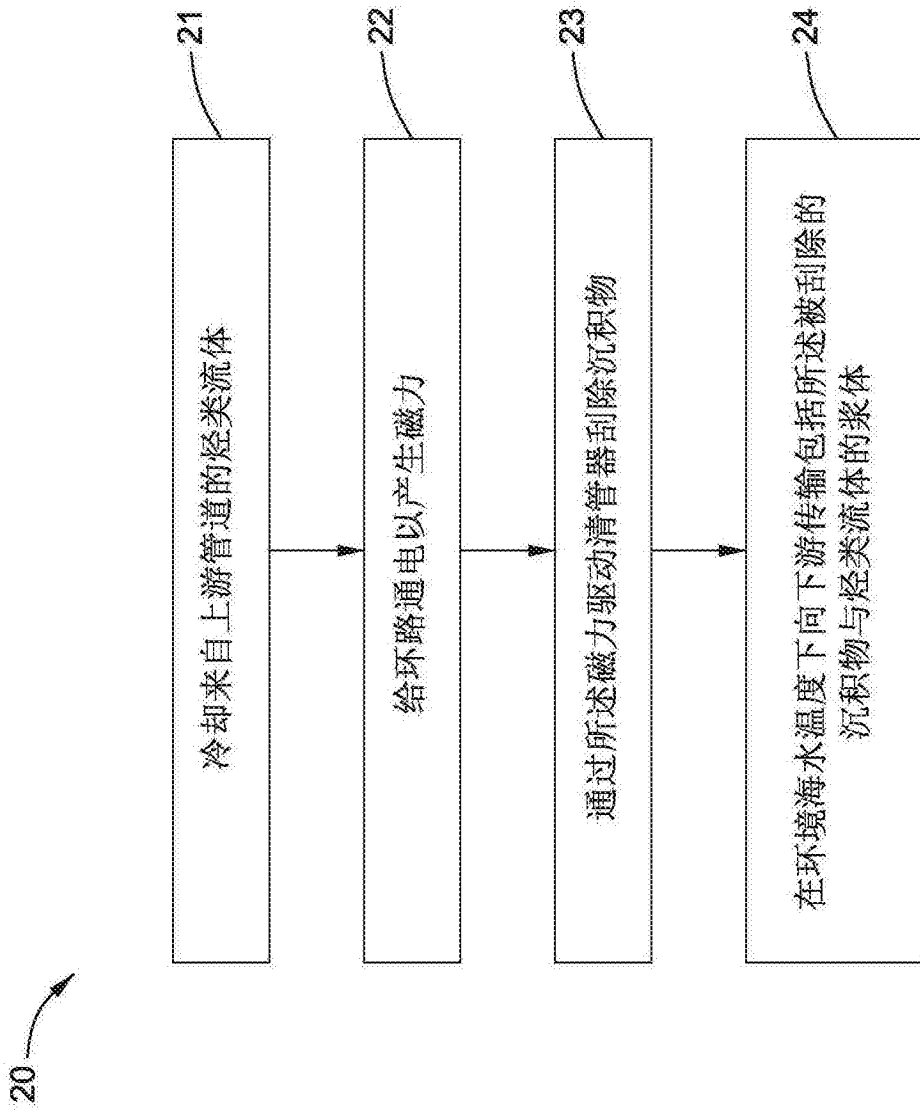 20
冷却来自上游管道的烃类流体
21
给环路通电以产生磁力
22
通过所述磁力驱动清管器刮除沉积物
23
在环境海水温度下向下游传输包括所述被刮除的
沉积物与烃类流体的浆体
24